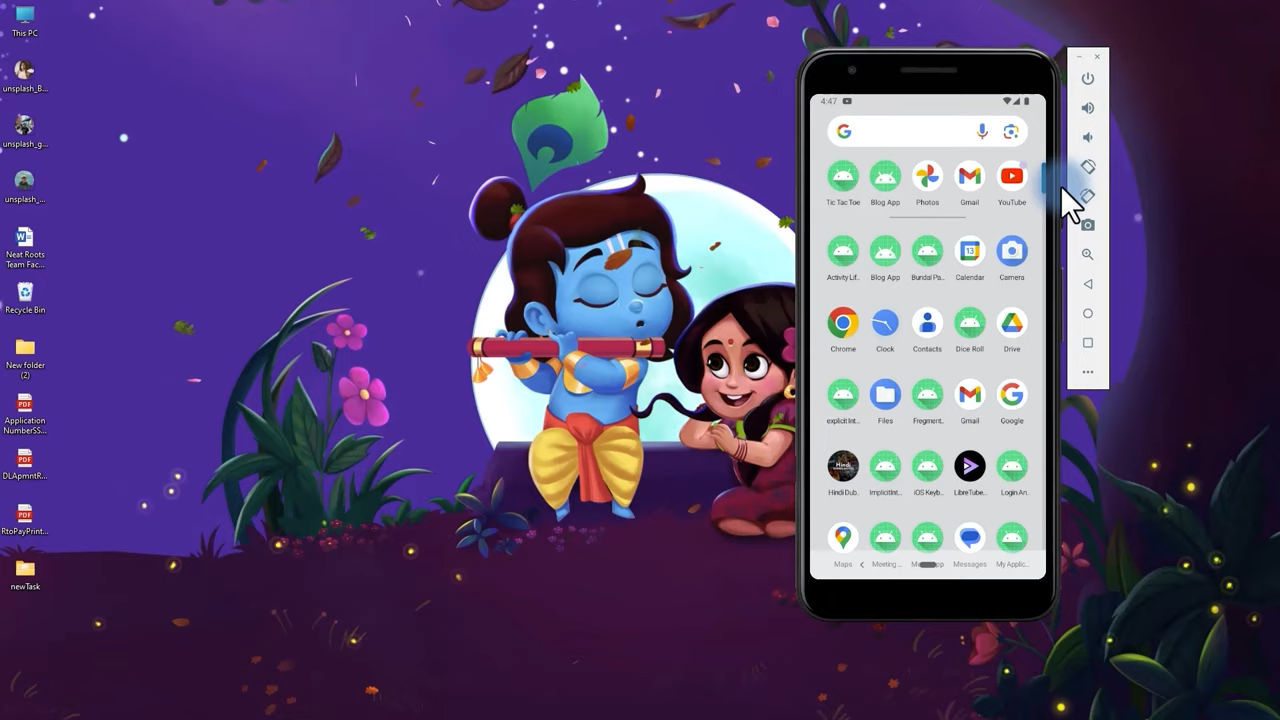 This PC
unsplash_B...
unsplash_g...
unsplash_...
Neat Roots
Team Fac...
Recycle Bin
New folder
(2)
Application
NumberSS...
DLApmntR...
RtoPayPrint...
newTask
4:47
Tic Tac Toe
Blog App
Photos
Gmail
YouTube
Activity Lif..
Blog App
Bundal Pa..
13
Calendar
Camera
Chrome
Clock
Contacts
Dice Roll
Drive
explicit Int..
Files
Fregment..
Gmail
Google
Hindi
Hindi Dub..
ImplicitInt..
iOS Keyb..
LibreTube..
Login An..
Maps
Meeting ..
Messages
My Applic..